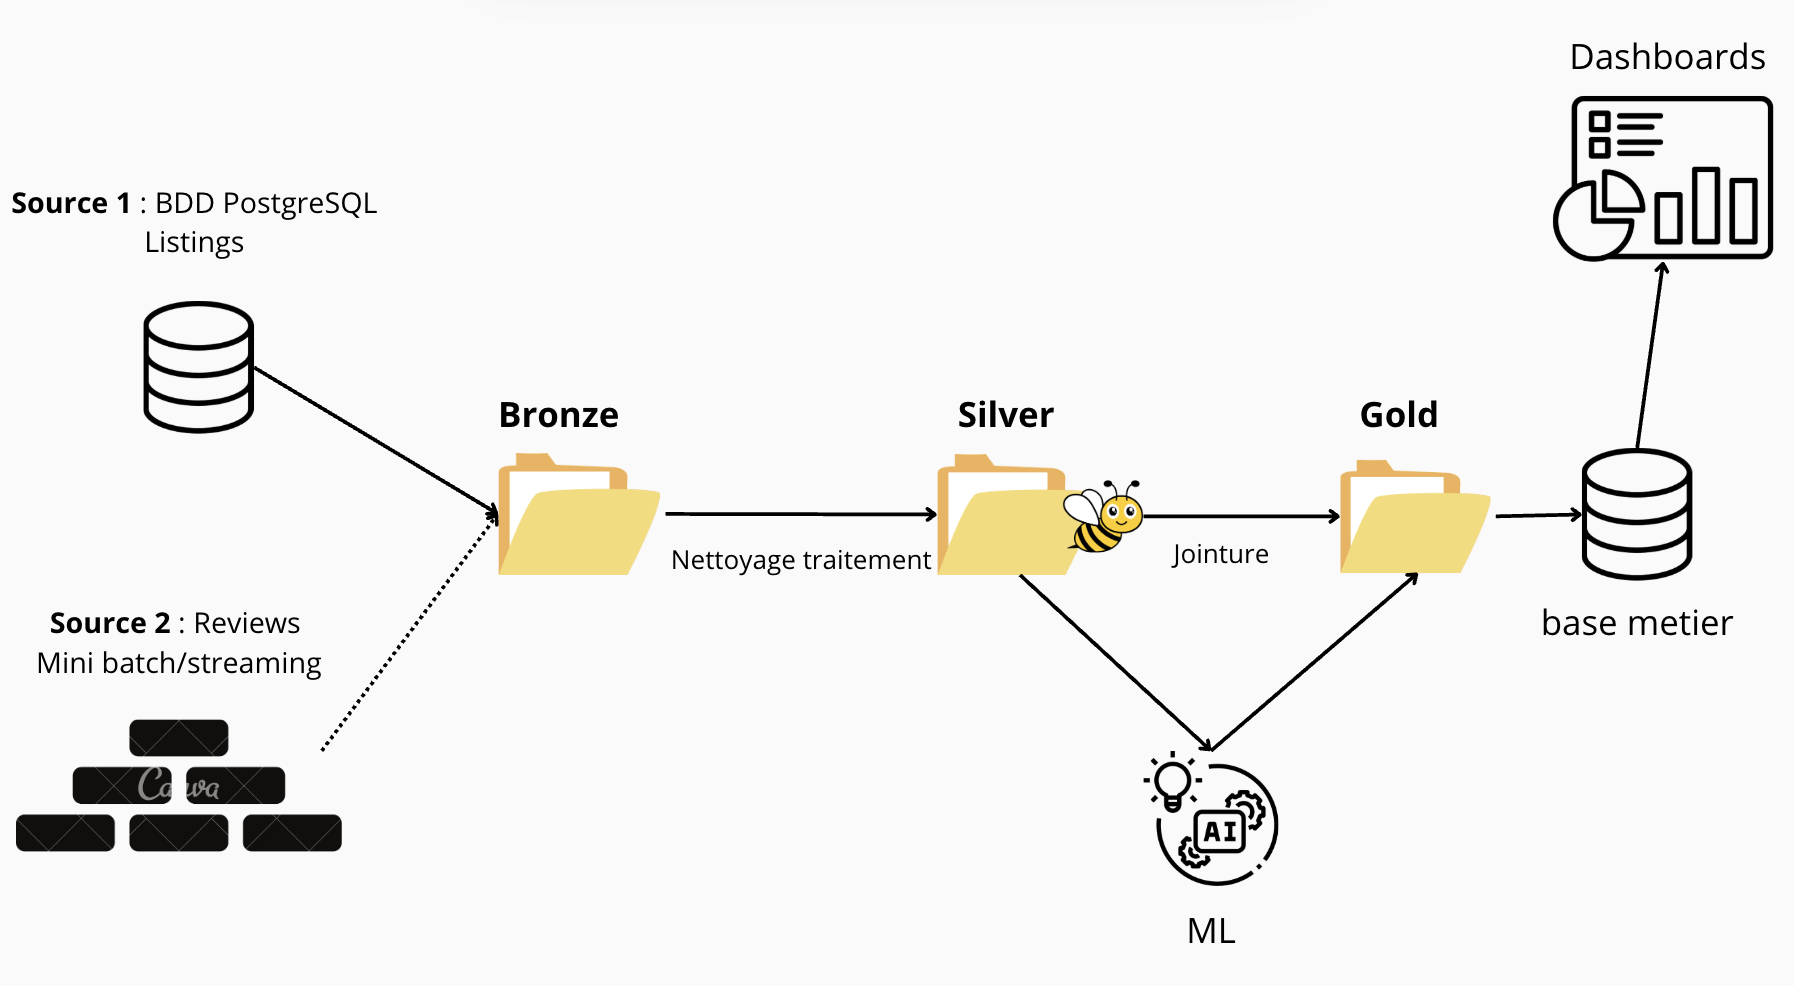 Dashboards
Source 1 : BDD PostgreSQL
Listings
Bronze
Silver
Gold
Nettoyage traitement
Jointure
Source 2 : Reviews
Mini batch/streaming
base metier
Canva
AI
ML